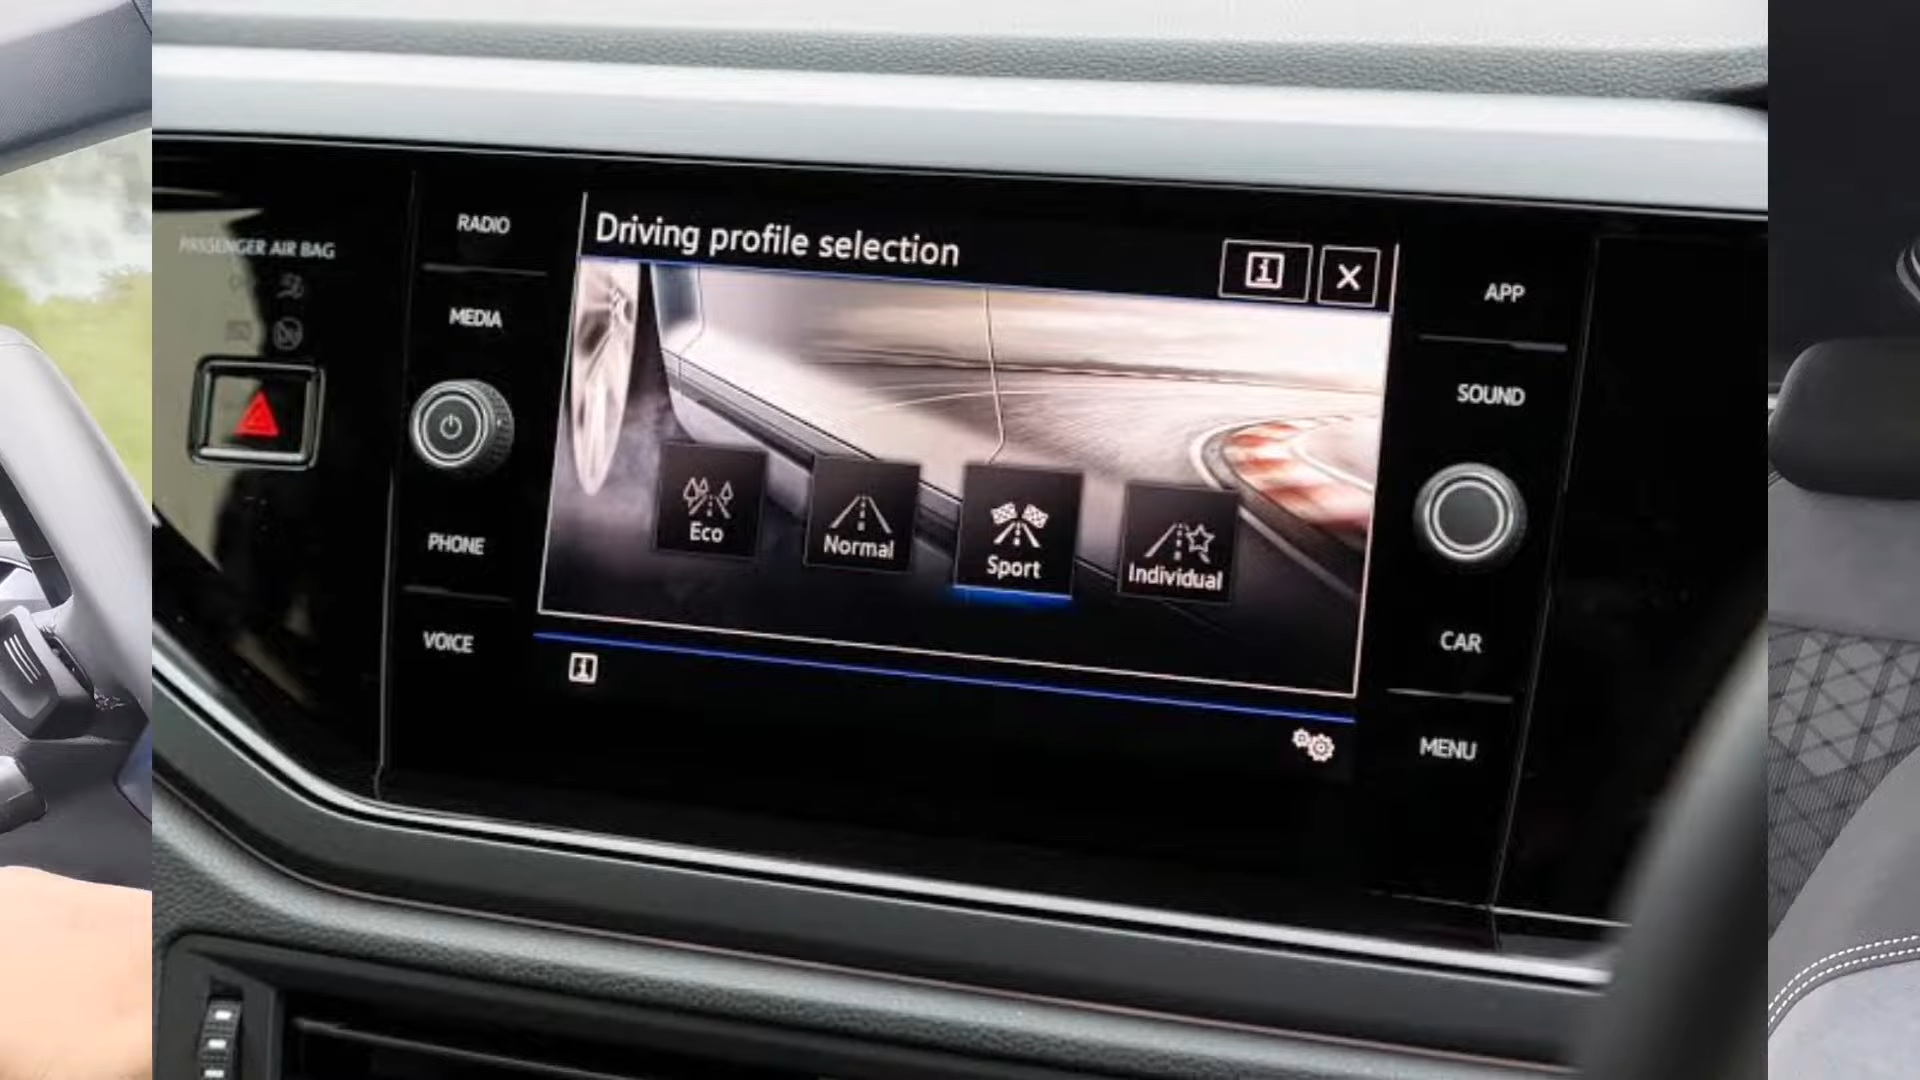 PASSENGER AIR BAG
RADIO
MEDIA
PHONE
VOICE
Driving profile selection
Eco
Normal
Sport
Individual
APP
SOUND
CAR
MENU